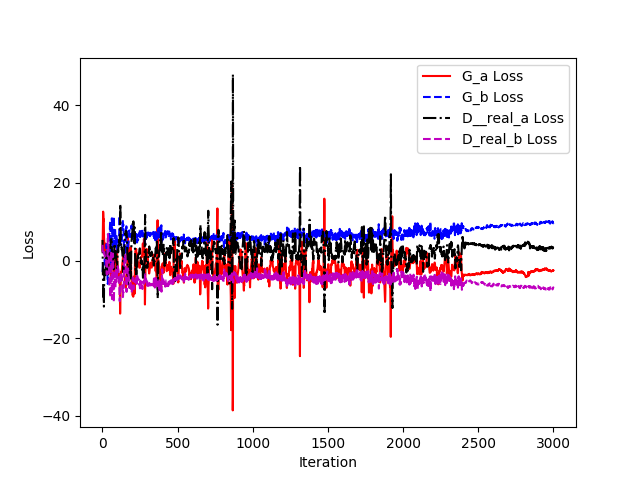 G_a Loss
G_b Loss
D__real_a Loss
D_real_b Loss
40
20
0
−20
−40
Loss
0
500
1000
1500
2000
2500
3000
Iteration